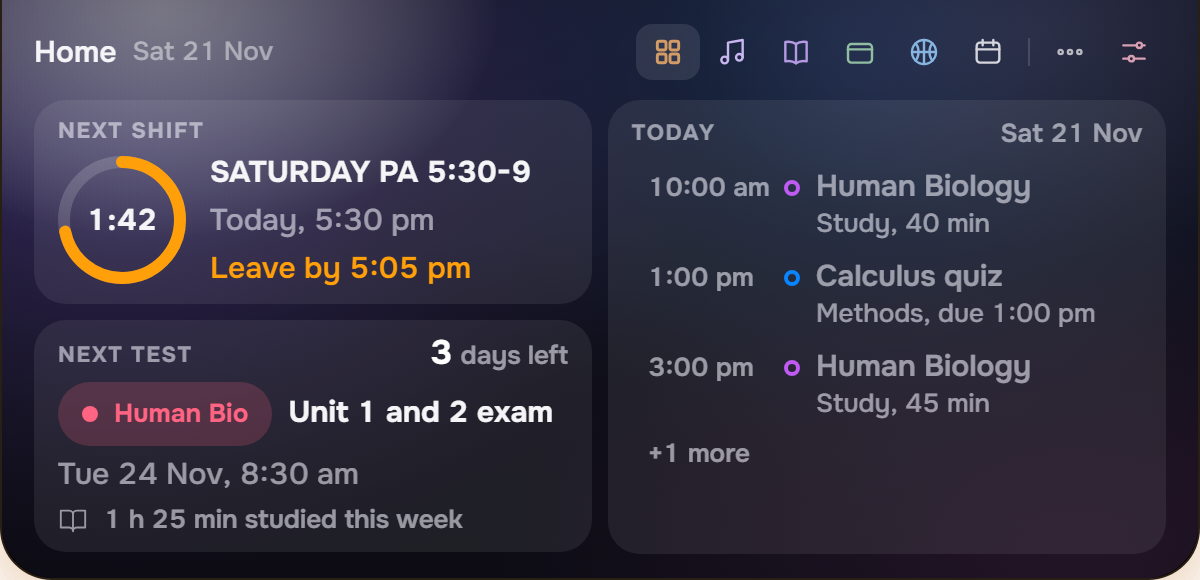 Home Sat 21 Nov
NEXT SHIFT
1:42
SATURDAY PA 5:30-9
Today, 5:30 pm
Leave by 5:05 pm
NEXT TEST
3 days left
Human Bio
Unit 1 and 2 exam
Tue 24 Nov, 8:30 am
1 h 25 min studied this week
TODAY
Sat 21 Nov
10:00 am Human Biology
Study, 40 min
1:00 pm Calculus quiz
Methods, due 1:00 pm
3:00 pm Human Biology
Study, 45 min
+1 more